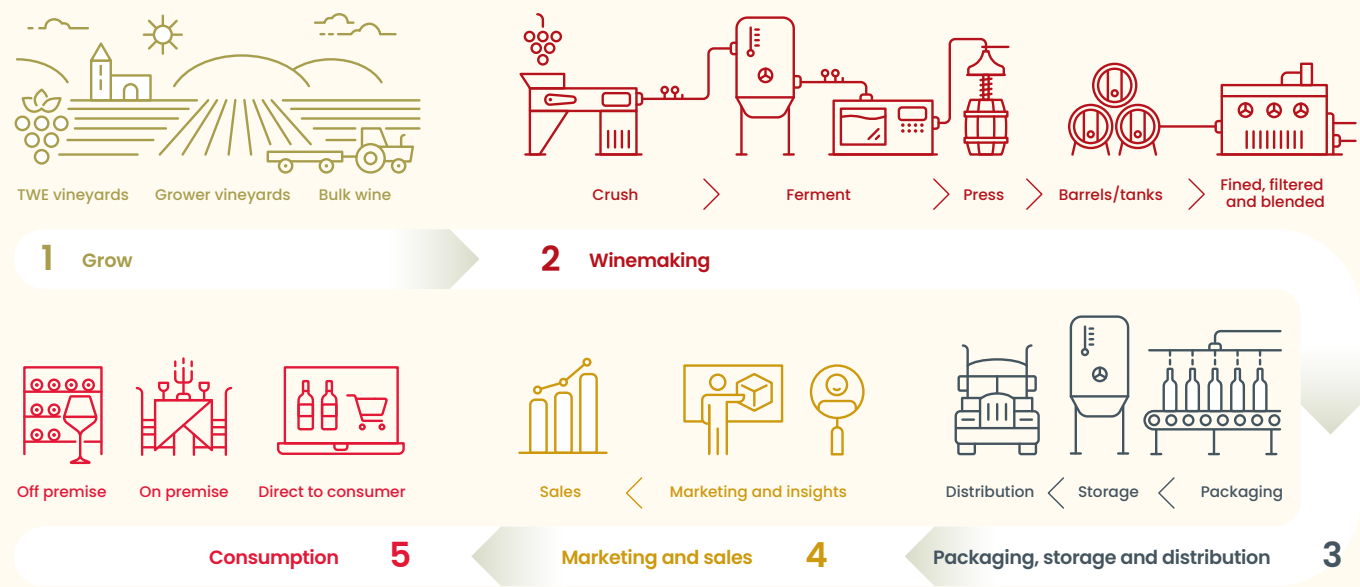 TWE vineyards
Grower vineyards
Bulk wine
Crush
Ferment
Press
Barrels/tanks
Fined, filtered
and blended
1 Grow
2 Winemaking
Off premise
On premise
Direct to consumer
Sales
Marketing and insights
Distribution
Storage
Packaging
Consumption 5
Marketing and sales 4
Packaging, storage and distribution 3